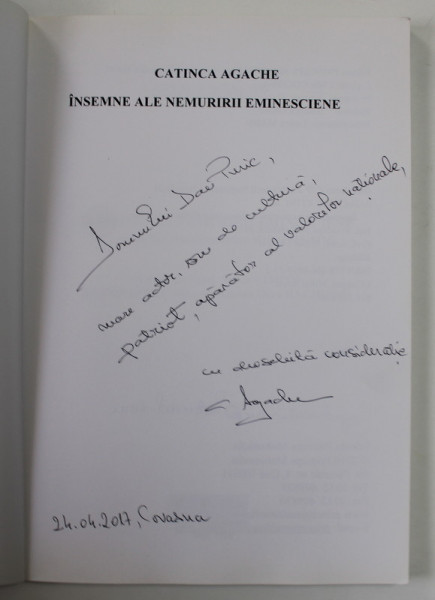 CATINCA AGACHE
ÎNSEMNE ALE NEMURIRII EMINESCIENE
Domnului Dan Puric,
mare actor, om de cultură,
patriot, apărător al valorilor naționale,
cu deosebită considerație
C Agache
24.04.2017, Covasna